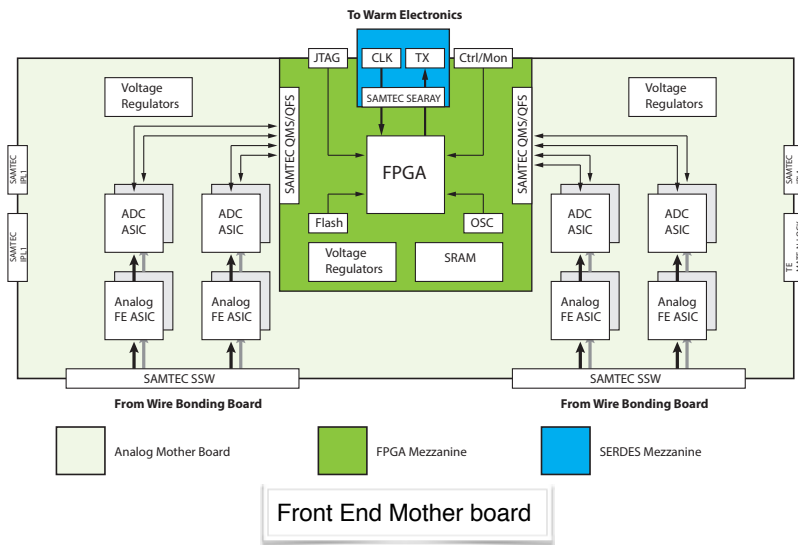 To Warm Electronics
JTAG
CLK
TX
Ctrl/Mon
SAMTEC SEARAY
Voltage
Regulators
SAMTEC QMS/QFS
FPGA
SAMTEC QMS/QFS
Voltage
Regulators
SAMTEC
IPL1
SAMTEC
ADC
ASIC
ADC
ASIC
Flash
OSC
ADC
ASIC
ADC
ASIC
SAMTEC
IPL1
Voltage
Regulators
SRAM
TE
Analog
FE ASIC
Analog
FE ASIC
Analog
FE ASIC
Analog
FE ASIC
SAMTEC SSW
SAMTEC SSW
From Wire Bonding Board
From Wire Bonding Board
Analog Mother Board
FPGA Mezzanine
SERDES Mezzanine
Front End Mother board